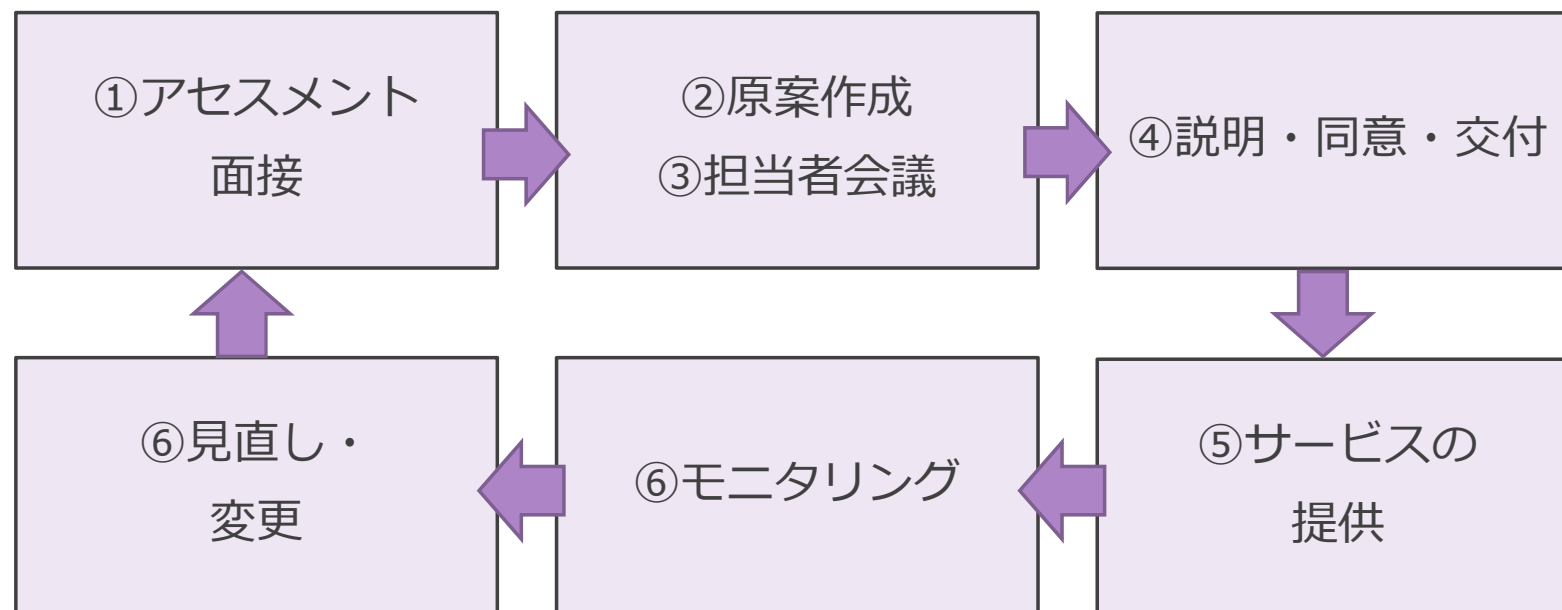 ①アセスメント
面接
②原案作成
③担当者会議
④説明・同意・交付
⑥見直し・
変更
⑥モニタリング
⑤サービスの
提供